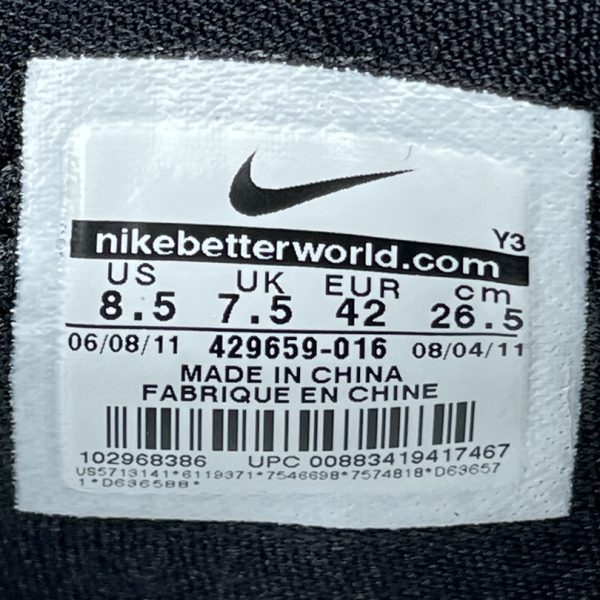 Y3
nikebetterworld.com
US UK EUR cm
8.5 7.5 42 26.5
06/08/11 429659-016 08/04/11
MADE IN CHINA
FABRIQUE EN CHINE
102968386 UPC 00883419417467
US5713141*6119371*7546698*7574818*D63657
1*D636588*